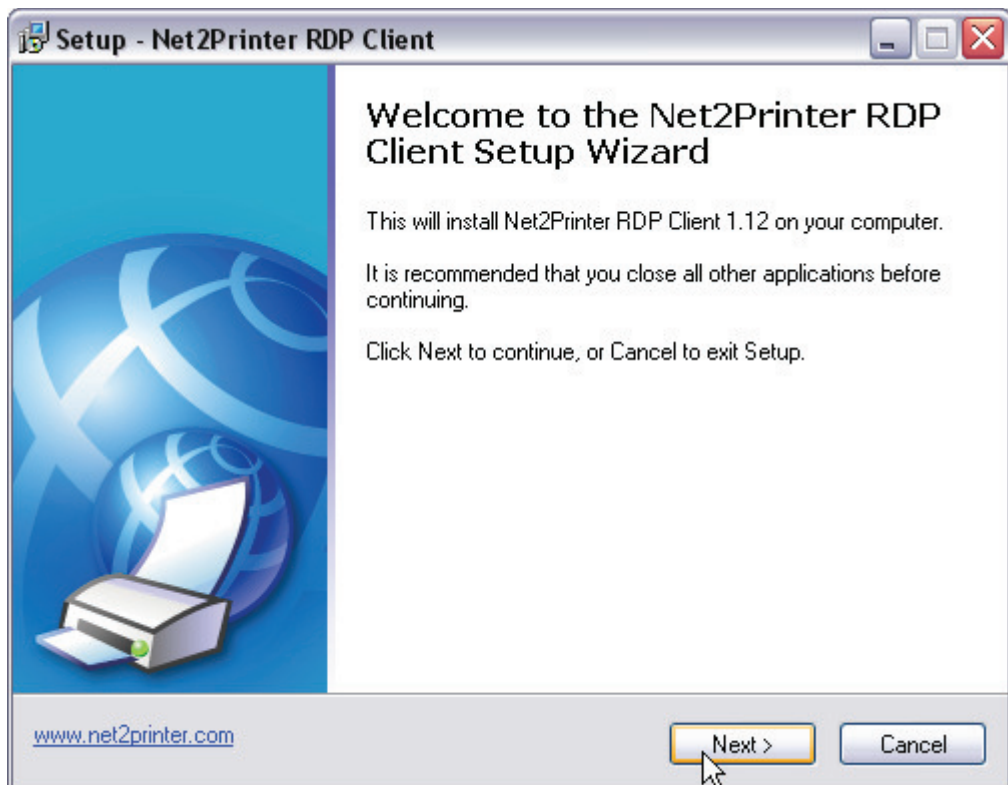 Setup - Net2Printer RDP Client
Welcome to the Net2Printer RDP
Client Setup Wizard
This will install Net2Printer RDP Client 1.12 on your computer.
It is recommended that you close all other applications before
continuing.
Click Next to continue, or Cancel to exit Setup.
www.net2printer.com
Next >
Cancel